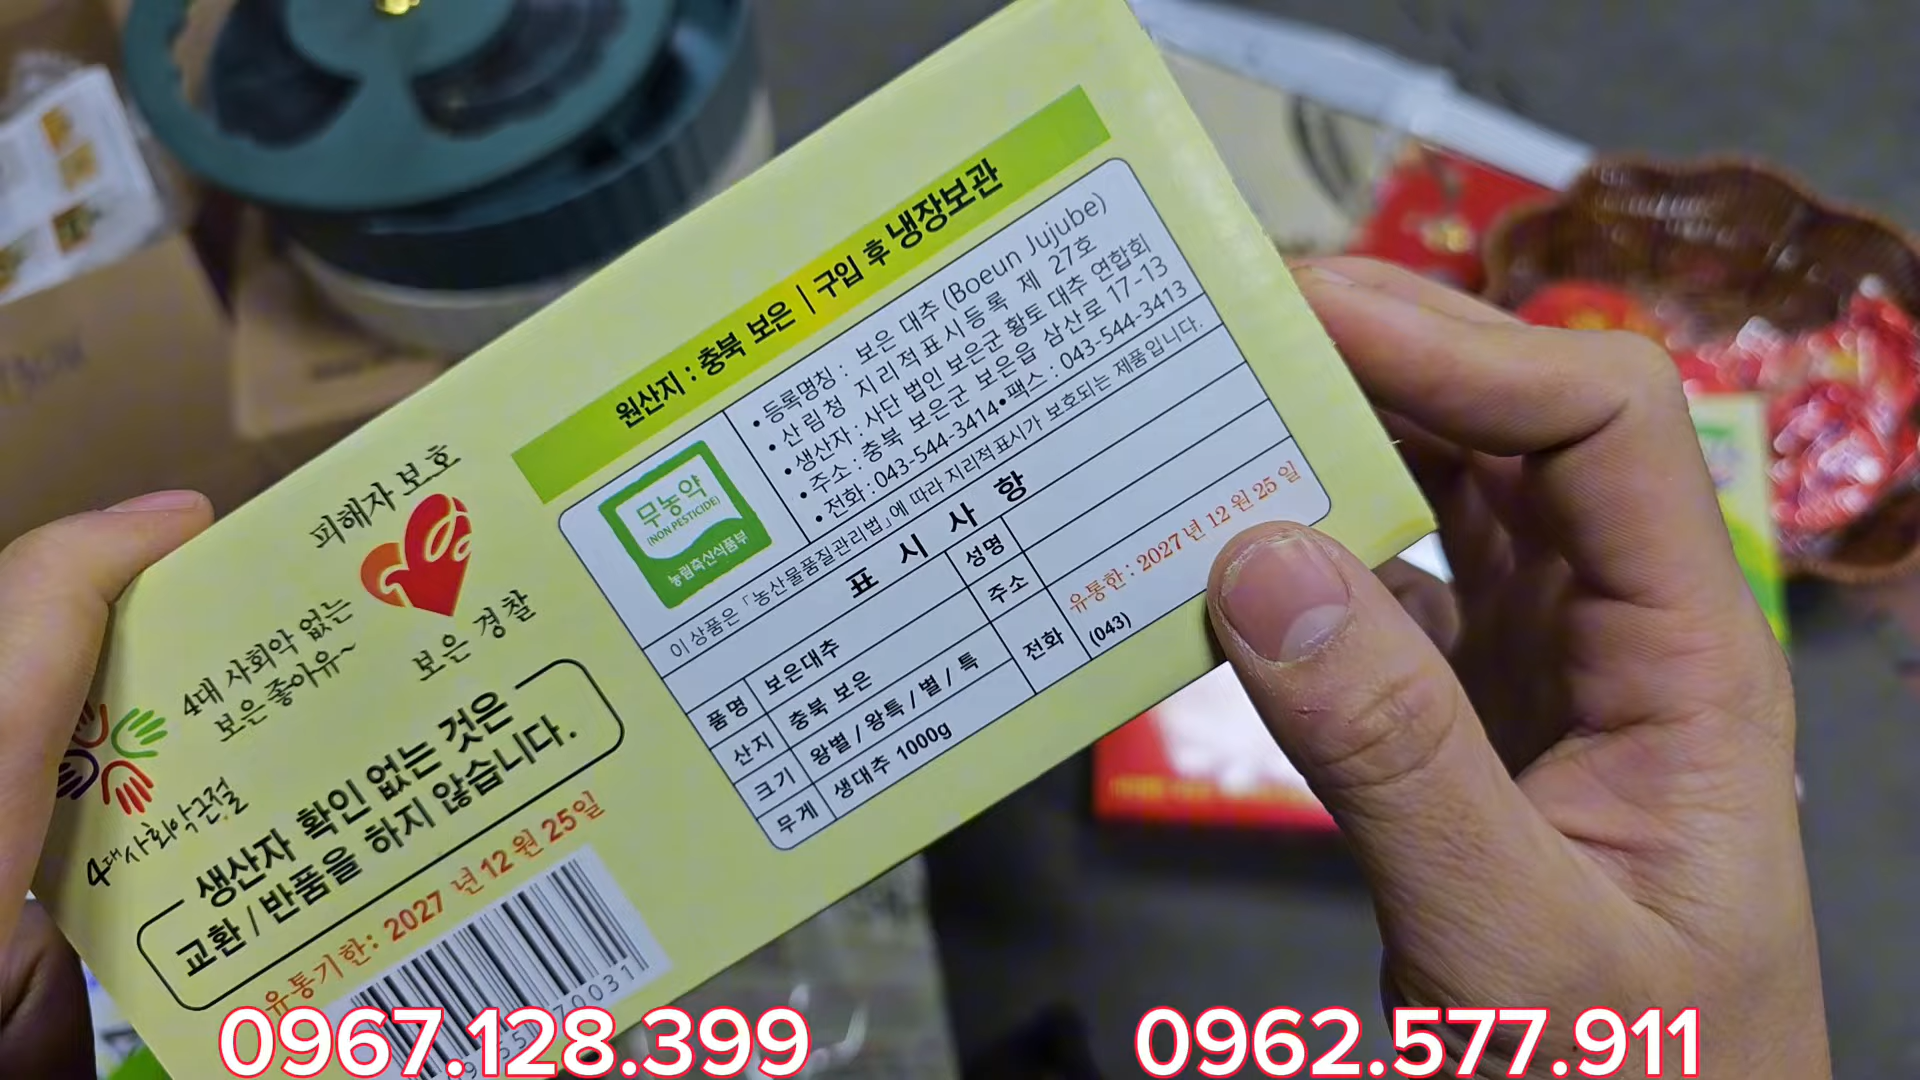 원산지 : 충북 보은 | 구입 후 냉장보관
무농약
(NON PESTICIDE)
농림축산식품부
• 등록명칭 : 보은 대추 (Boeun Jujube)
• 산림청 지리적표시등록 제 27호
• 생산자 : 사단법인 보은군 황토 대추 연합회
• 주소 : 충북 보은군 보은읍 삼산로 17-13
• 전화 : 043-544-3414 • 팩스 : 043-544-3413
이 상품은 「농산물품질관리법」에 따라 지리적표시가 보호되는 제품입니다.
표 시 사 항
품명 보은대추
산지 충북 보은
크기 왕별 / 왕특 / 별 / 특
무게 생대추 1000g
성명
주소
유통한 : 2027년 12월 25일
전화 (043)
피해자 보호
4대 사회악 없는
보은 좋아유~
보은 경찰
4대사회악근절
생산자 확인 없는 것은
교환 / 반품을 하지 않습니다.
유통기한: 2027 년 12 월 25일
70031
0967.128.399
0962.577.911